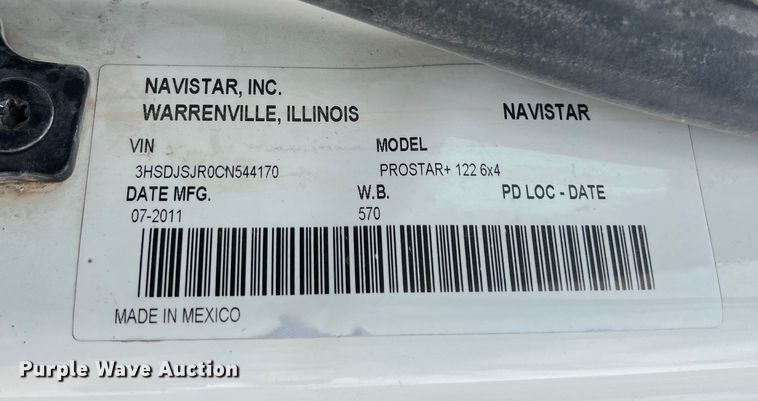 NAVISTAR, INC.
WARRENVILLE, ILLINOIS NAVISTAR
VIN MODEL
3HSDJSJR0CN544170 PROSTAR+ 122 6x4
DATE MFG. W.B. PD LOC - DATE
07-2011 570
MADE IN MEXICO
Purple Wave Auction